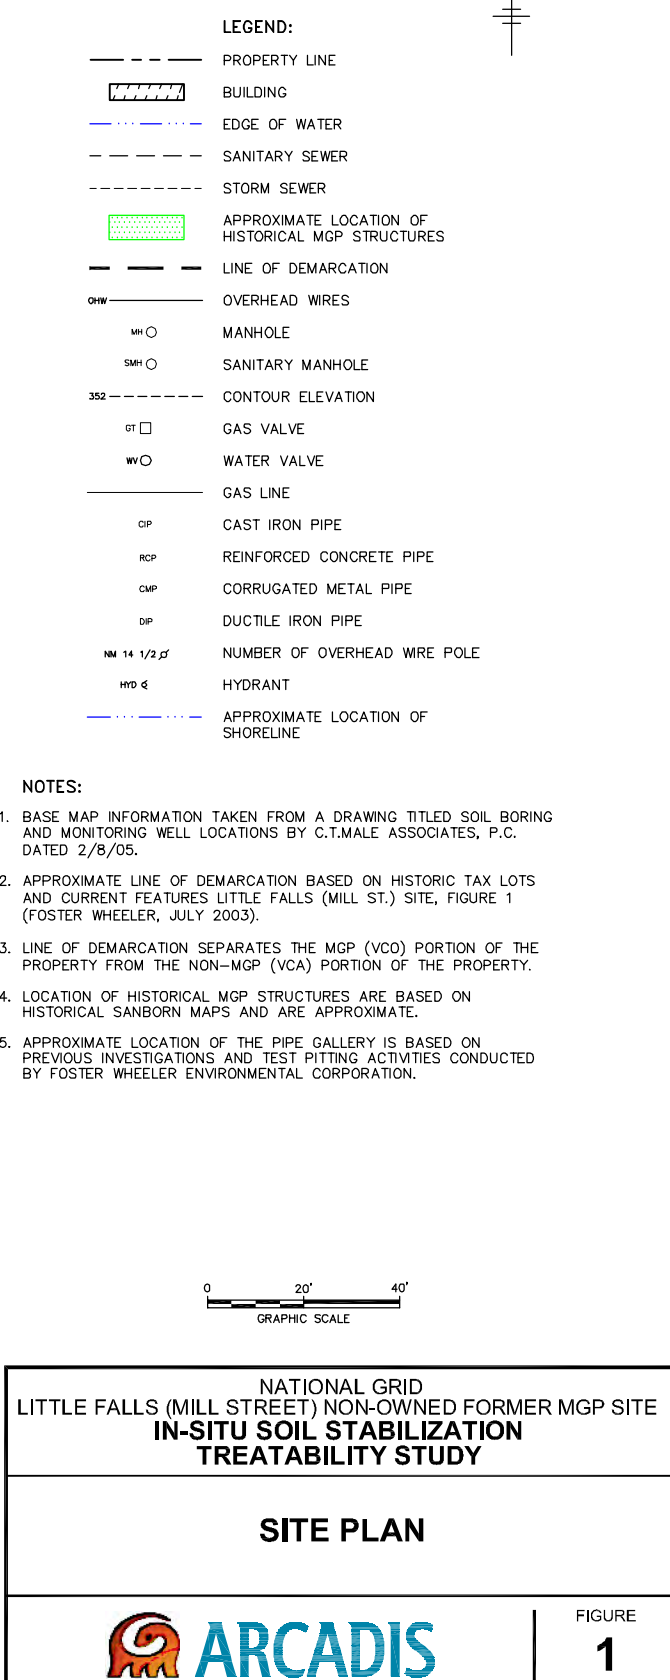 LEGEND:
PROPERTY LINE
BUILDING
EDGE OF WATER
SANITARY SEWER
STORM SEWER
APPROXIMATE LOCATION OF
HISTORICAL MGP STRUCTURES
LINE OF DEMARCATION
OHW OVERHEAD WIRES
MH MANHOLE
SMH SANITARY MANHOLE
352 CONTOUR ELEVATION
GT GAS VALVE
WV WATER VALVE
GAS LINE
CIP CAST IRON PIPE
RCP REINFORCED CONCRETE PIPE
CMP CORRUGATED METAL PIPE
DIP DUCTILE IRON PIPE
NM 14 1/2 NUMBER OF OVERHEAD WIRE POLE
HYD HYDRANT
APPROXIMATE LOCATION OF
SHORELINE
NOTES:
1. BASE MAP INFORMATION TAKEN FROM A DRAWING TITLED SOIL BORING
AND MONITORING WELL LOCATIONS BY C.T.MALE ASSOCIATES, P.C.
DATED 2/8/05.
2. APPROXIMATE LINE OF DEMARCATION BASED ON HISTORIC TAX LOTS
AND CURRENT FEATURES LITTLE FALLS (MILL ST.) SITE, FIGURE 1
(FOSTER WHEELER, JULY 2003).
3. LINE OF DEMARCATION SEPARATES THE MGP (VCO) PORTION OF THE
PROPERTY FROM THE NON-MGP (VCA) PORTION OF THE PROPERTY.
4. LOCATION OF HISTORICAL MGP STRUCTURES ARE BASED ON
HISTORICAL SANBORN MAPS AND ARE APPROXIMATE.
5. APPROXIMATE LOCATION OF THE PIPE GALLERY IS BASED ON
PREVIOUS INVESTIGATIONS AND TEST PITTING ACTIVITIES CONDUCTED
BY FOSTER WHEELER ENVIRONMENTAL CORPORATION.
0 20' 40'
GRAPHIC SCALE
NATIONAL GRID
LITTLE FALLS (MILL STREET) NON-OWNED FORMER MGP SITE
IN-SITU SOIL STABILIZATION
TREATABILITY STUDY
SITE PLAN
ARCADIS
FIGURE
1